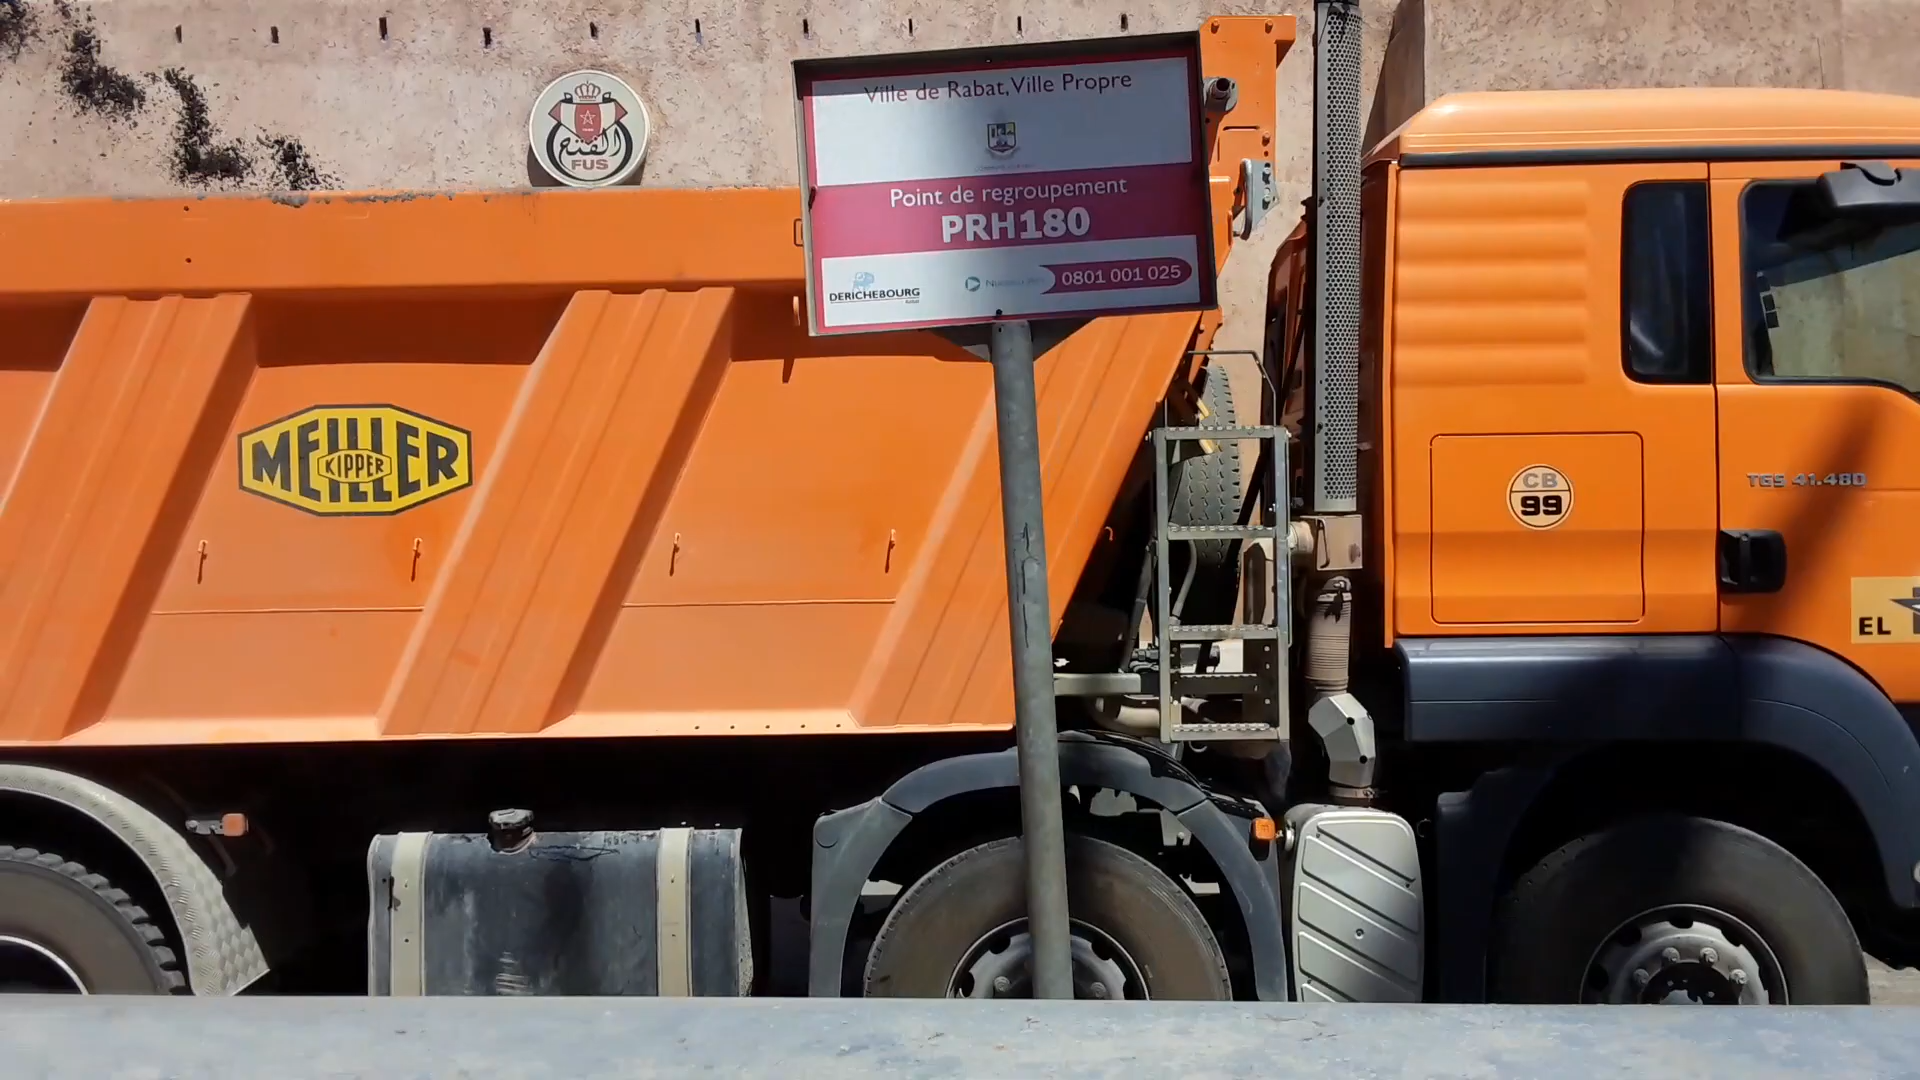 الفتح
FUS
Ville de Rabat, Ville Propre
Point de regroupement
PRH180
DERICHEBOURG
0801 001 025
MEILLER
KIPPER
CB
99
TGS 41.480
EL